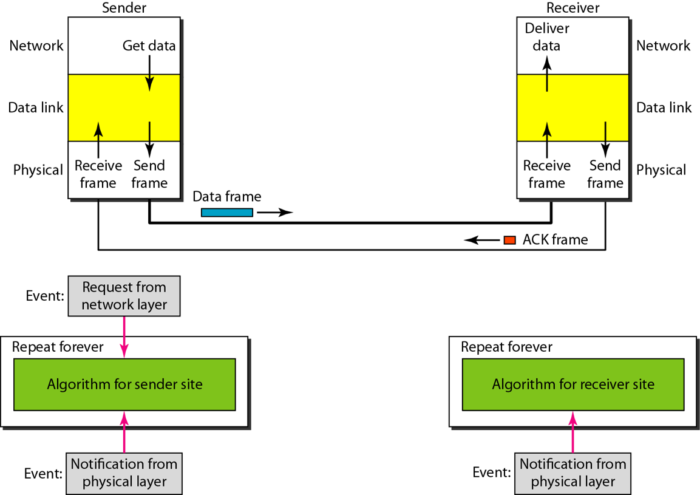 Sender
Receiver
Network
Get data
Deliver
data
Network
Data link
Data link
Physical
Receive
frame
Send
frame
Receive
frame
Send
frame
Physical
Data frame
ACK frame
Event:
Request from
network layer
Repeat forever
Algorithm for sender site
Repeat forever
Algorithm for receiver site
Event:
Notification from
physical layer
Event:
Notification from
physical layer